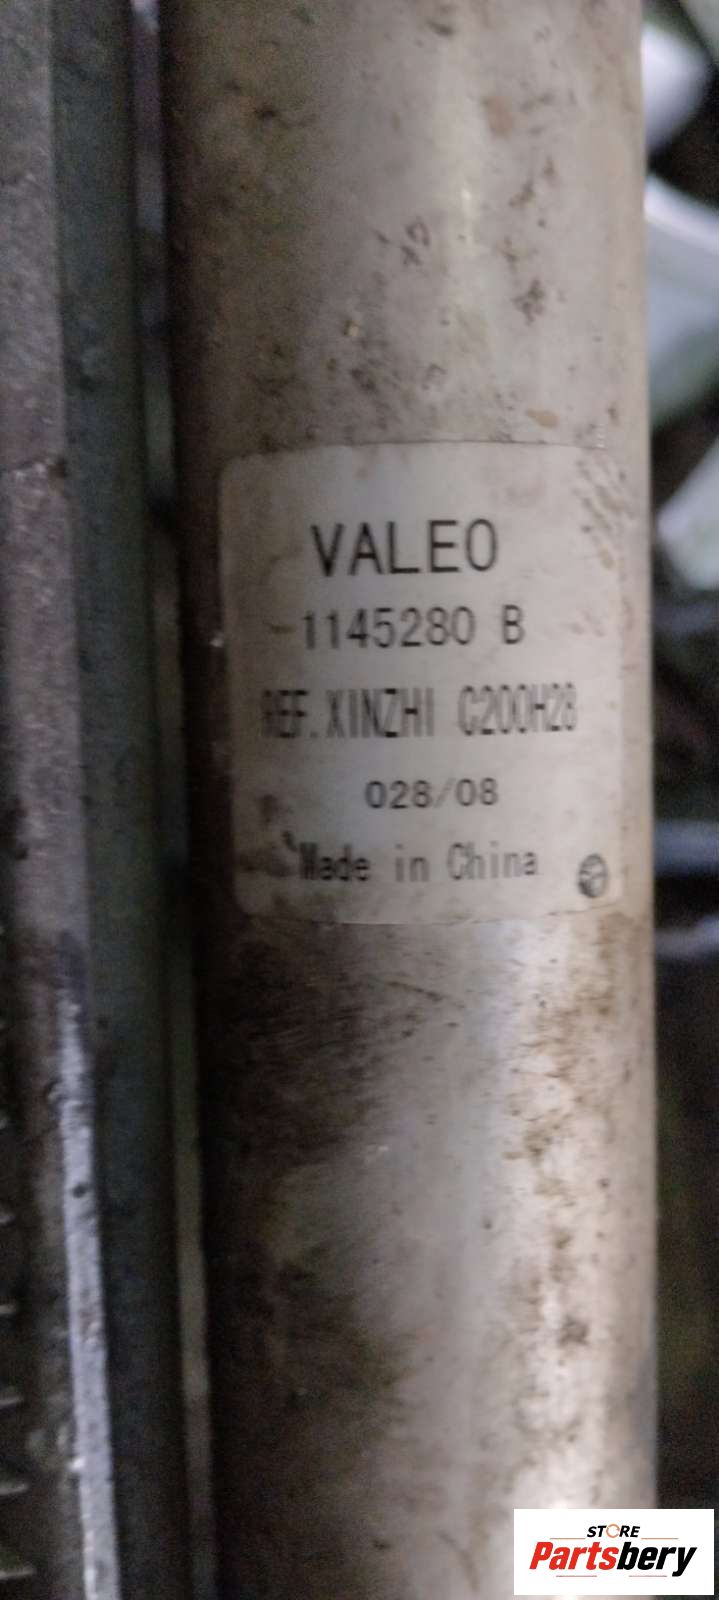 VALEO
1145280 B
REF. XINZHI C200H28
028/08
Made in China
STORE
Partsbery